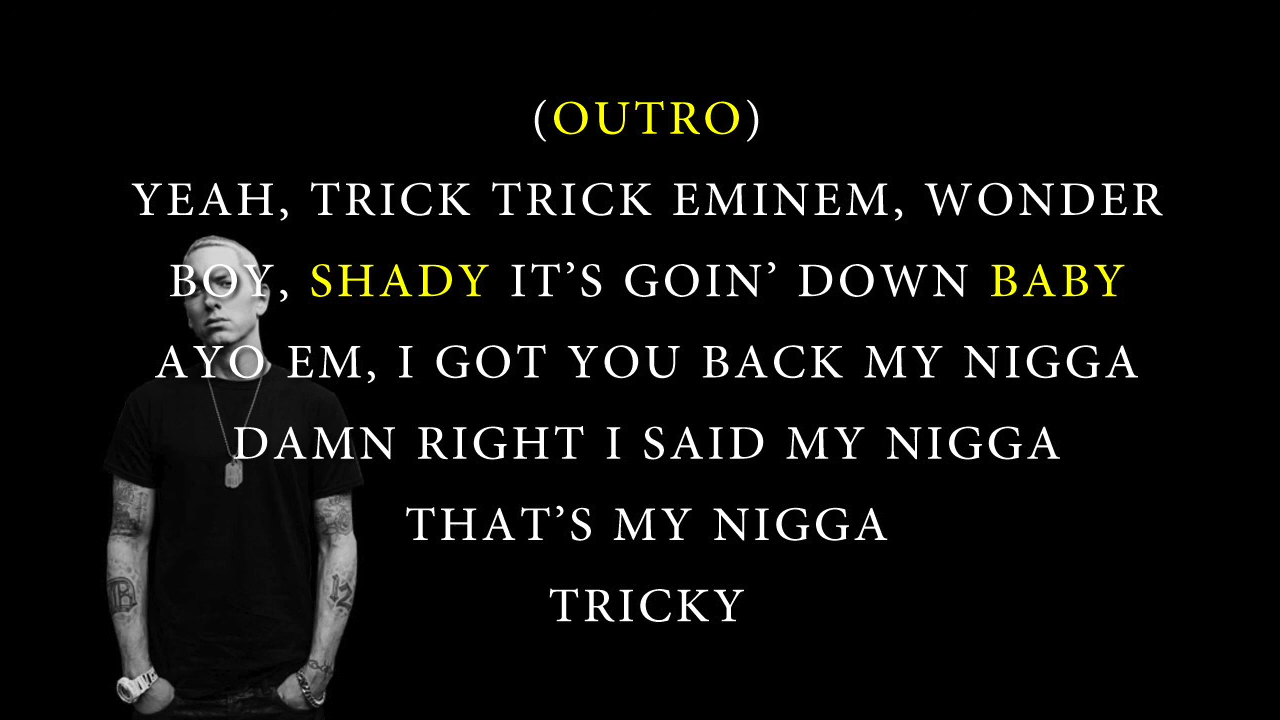 (OUTRO)
YEAH, TRICK TRICK EMINEM, WONDER
BOY, SHADY IT’S GOIN’ DOWN BABY
AYO EM, I GOT YOU BACK MY NIGGA
DAMN RIGHT I SAID MY NIGGA
THAT’S MY NIGGA
TRICKY